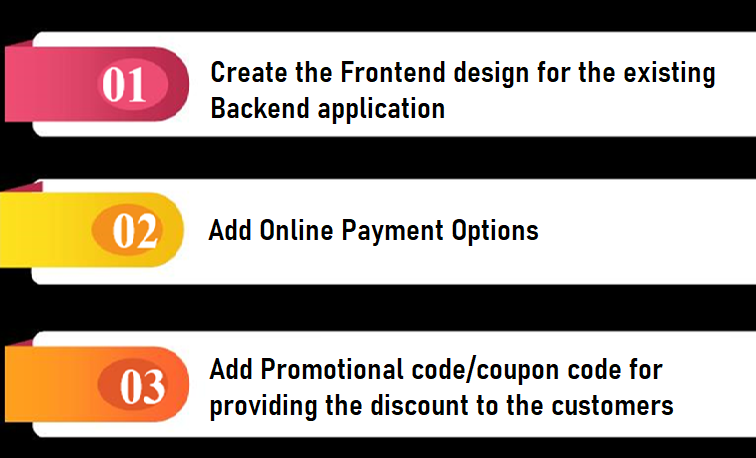 01
Create the Frontend design for the existing
Backend application
02
Add Online Payment Options
03
Add Promotional code/coupon code for
providing the discount to the customers